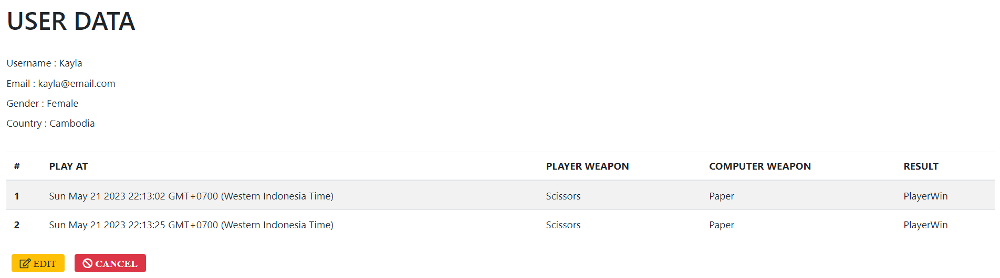 USER DATA
Username : Kayla
Email : kayla@email.com
Gender : Female
Country : Cambodia
# PLAY AT PLAYER WEAPON COMPUTER WEAPON RESULT
1 Sun May 21 2023 22:13:02 GMT+0700 (Western Indonesia Time) Scissors Paper PlayerWin
2 Sun May 21 2023 22:13:25 GMT+0700 (Western Indonesia Time) Scissors Paper PlayerWin
EDIT CANCEL